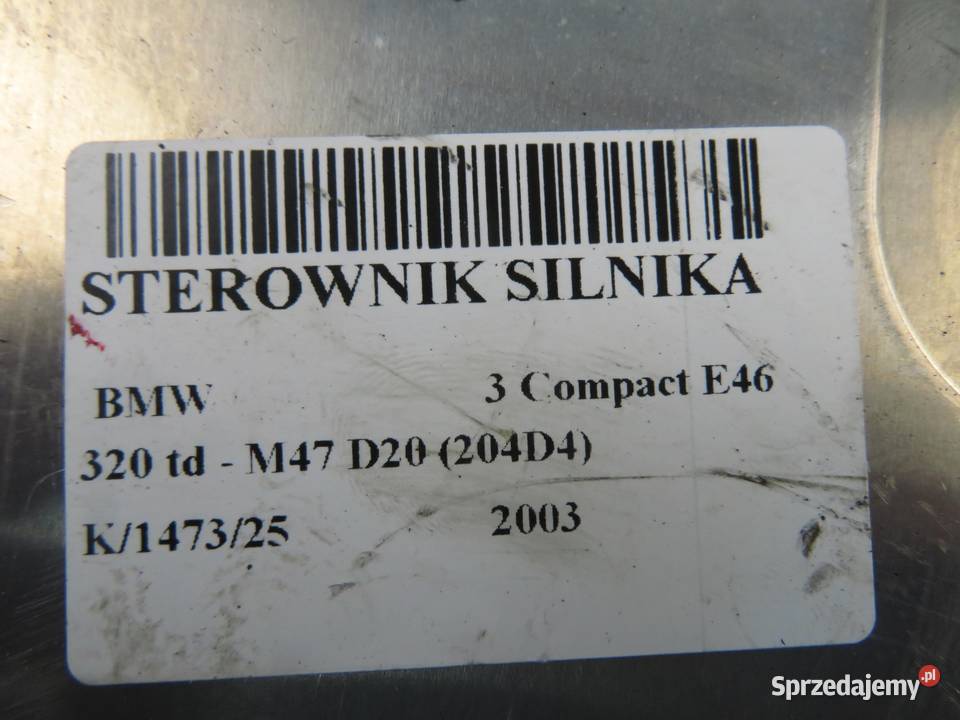 STEROWNIK SILNIKA
BMW 3 Compact E46
320 td - M47 D20 (204D4)
K/1473/25 2003
Sprzedajemy.pl